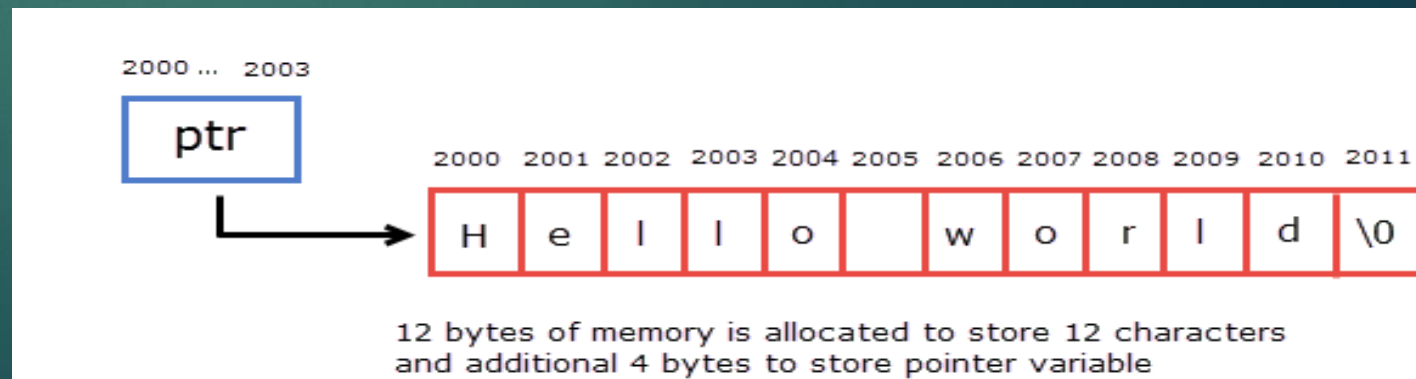 2000 ... 2003
ptr
2000 2001 2002 2003 2004 2005 2006 2007 2008 2009 2010 2011
H e l l o w o r l d \0
12 bytes of memory is allocated to store 12 characters
and additional 4 bytes to store pointer variable